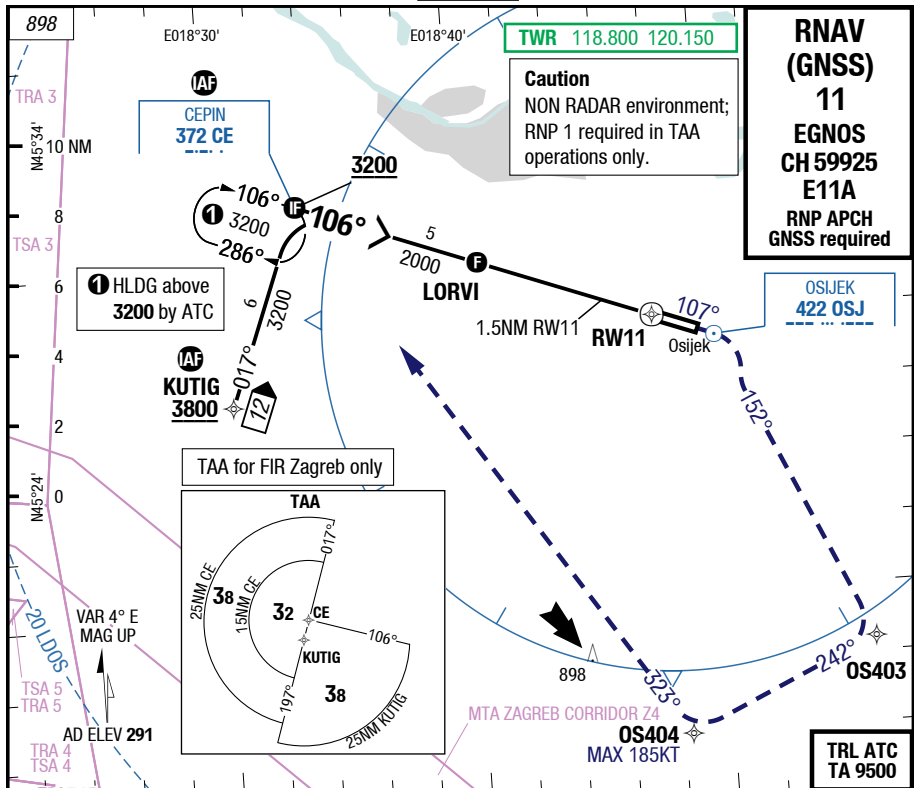 898
E018°30'
E018°40'
TWR 118.800 120.150
RNAV
(GNSS)
11
EGNOS
CH 59925
E11A
RNP APCH
GNSS required
Caution
NON RADAR environment;
RNP 1 required in TAA
operations only.
TRA 3
IAF
CEPIN
372 CE
N45°34'
10 NM
3200
IF
106°
1 3200
286°
106°
8
TSA 3
5
2000
F
LORVI
1 HLDG above
3200 by ATC
6
6
3200
017°
OSIJEK
422 OSJ
107°
1.5NM RW11
RW11
Osijek
4
IAF
KUTIG
3800
12
152°
2
TAA for FIR Zagreb only
N45°24'
0
TAA
017°
25NM CE
38
15NM CE
32
CE
106°
KUTIG
197°
38
25NM KUTIG
20 LDOS
VAR 4° E
MAG UP
TSA 5
TRA 5
AD ELEV 291
TRA 4
TSA 4
898
323°
242°
OS403
MTA ZAGREB CORRIDOR Z4
OS404
MAX 185KT
TRL ATC
TA 9500